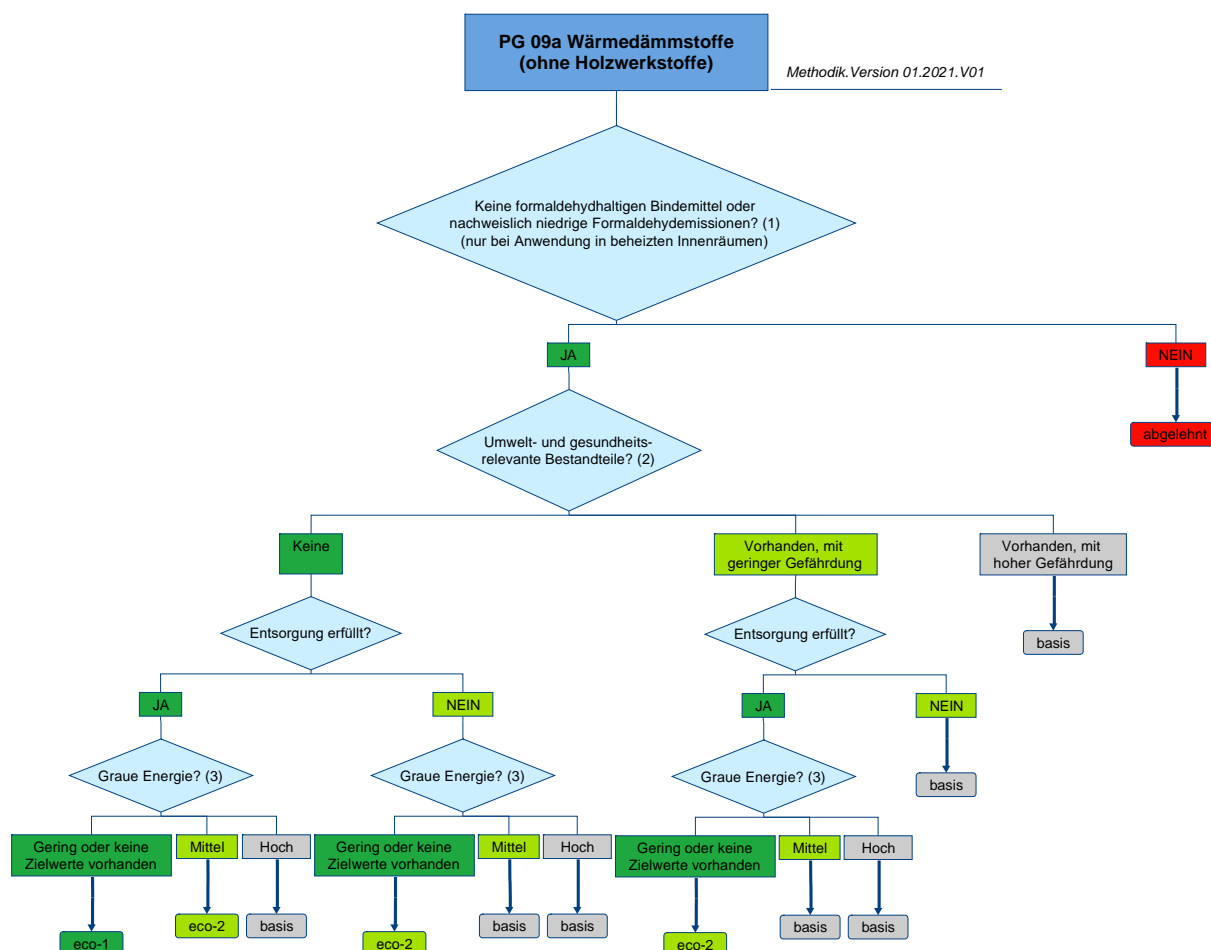 PG 09a Wärmedämmstoffe
(ohne Holzwerkstoffe)
Methodik.Version 01.2021.V01
Keine formaldehydhaltigen Bindemittel oder
nachweislich niedrige Formaldehydemissionen? (1)
(nur bei Anwendung in beheizten Innenräumen)
JA
NEIN
abgelehnt
Umwelt- und gesundheits-
relevante Bestandteile? (2)
Keine
Vorhanden, mit
geringer Gefährdung
Vorhanden, mit
hoher Gefährdung
Entsorgung erfüllt?
Entsorgung erfüllt?
basis
JA
NEIN
JA
NEIN
Graue Energie? (3)
Graue Energie? (3)
Graue Energie? (3)
basis
Gering oder keine
Zielwerte vorhanden
Mittel
Hoch
Gering oder keine
Zielwerte vorhanden
Mittel
Hoch
Gering oder keine
Zielwerte vorhanden
Mittel
Hoch
eco-1
eco-2
basis
eco-2
basis
basis
eco-2
basis
basis